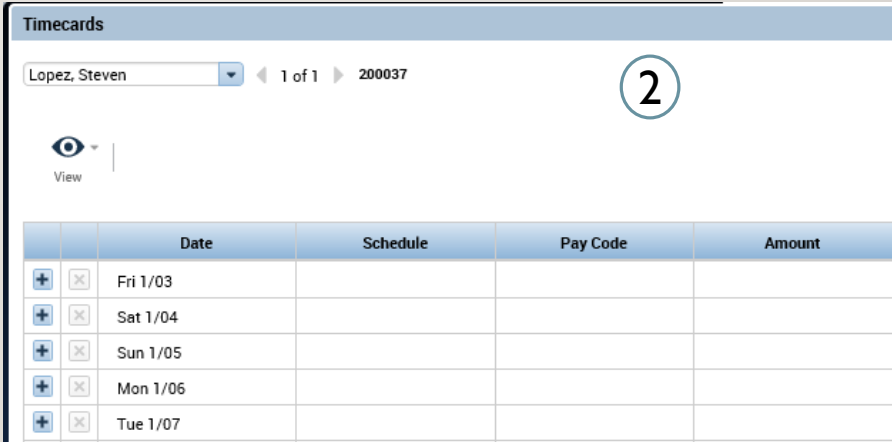 Timecards
Lopez, Steven 1 of 1 200037
2
View
Date Schedule Pay Code Amount
Fri 1/03
Sat 1/04
Sun 1/05
Mon 1/06
Tue 1/07